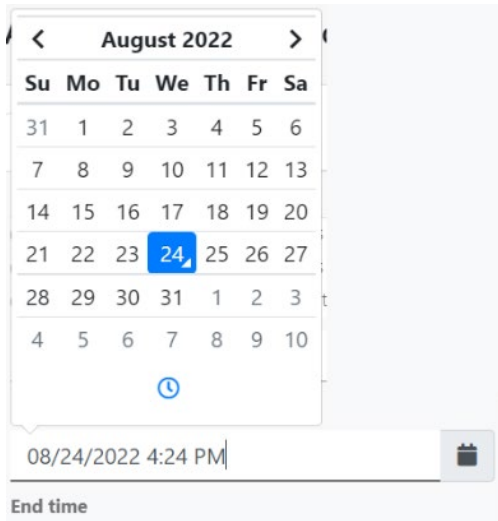 August 2022
Su Mo Tu We Th Fr Sa
31 1 2 3 4 5 6
7 8 9 10 11 12 13
14 15 16 17 18 19 20
21 22 23 24 25 26 27
28 29 30 31 1 2 3
4 5 6 7 8 9 10
08/24/2022 4:24 PM
End time